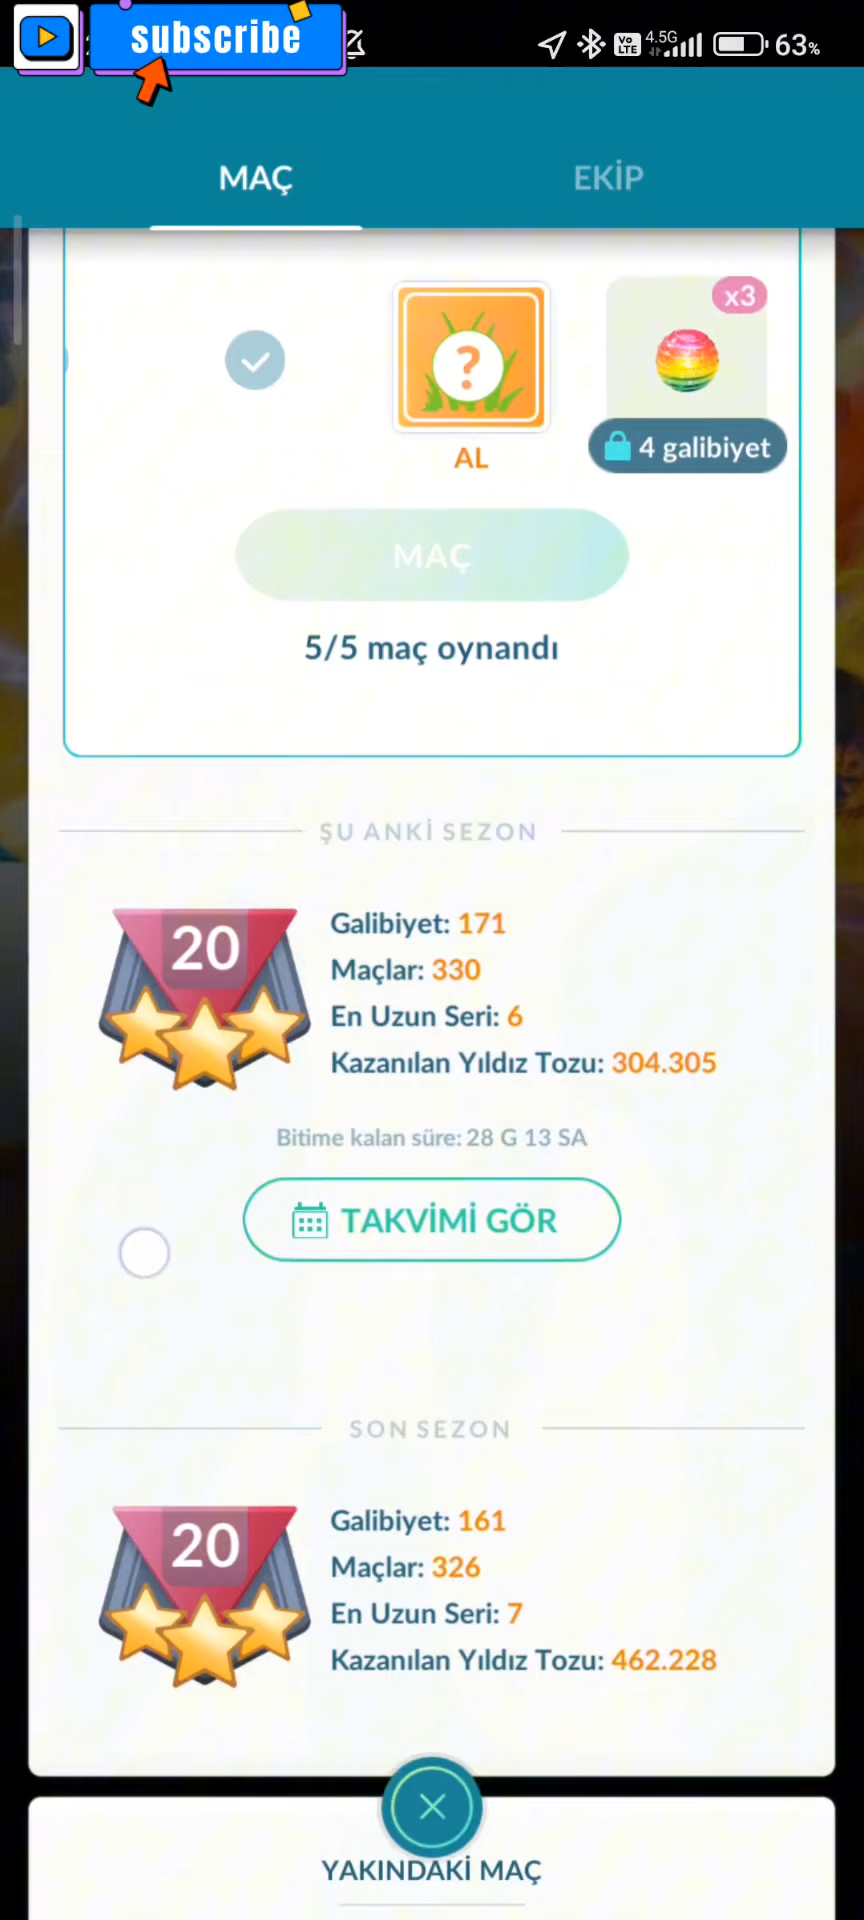 subscribe
Vo
LTE
4.5G
63%
MAÇ
EKİP
x3
?
AL
4 galibiyet
MAÇ
5/5 maç oynandı
ŞU ANKİ SEZON
20
Galibiyet: 171
Maçlar: 330
En Uzun Seri: 6
Kazanılan Yıldız Tozu: 304.305
Bitime kalan süre: 28 G 13 SA
TAKVİMİ GÖR
SON SEZON
20
Galibiyet: 161
Maçlar: 326
En Uzun Seri: 7
Kazanılan Yıldız Tozu: 462.228
YAKINDAKİ MAÇ